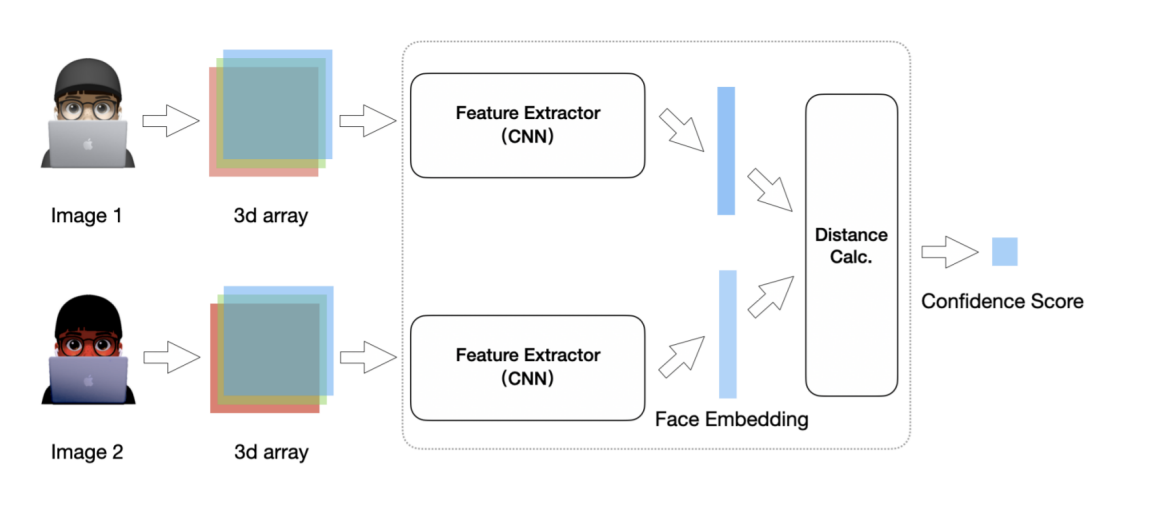 Feature Extractor
(CNN)
Image 1
3d array
Distance
Calc.
Confidence Score
Feature Extractor
(CNN)
Face Embedding
Image 2
3d array